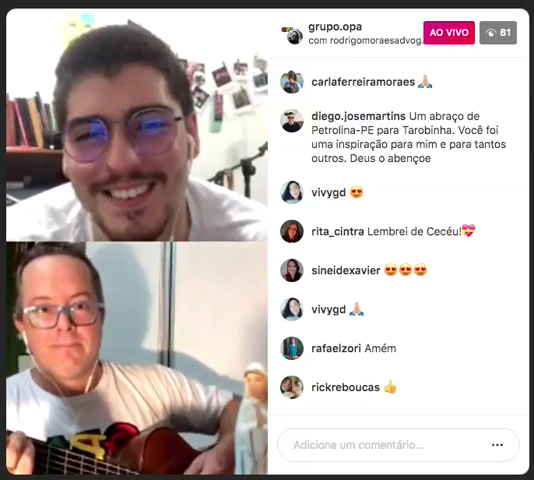 grupo.opa
com rodrigomoraesadvog.
AO VIVO
61
carlaferreiramoraes 🙏🏼
diego.josemartins Um abraço de
Petrolina-PE para Tarobinha. Você foi
uma inspiração para mim e para tantos
outros. Deus o abençoe
vivygd 😍
rita_cintra Lembrei de Cecéu!💝
sineidexavier 😍😍😍
vivygd 🙏🏼
rafaelzori Amém
rickreboucas 👍
Adicione um comentário...